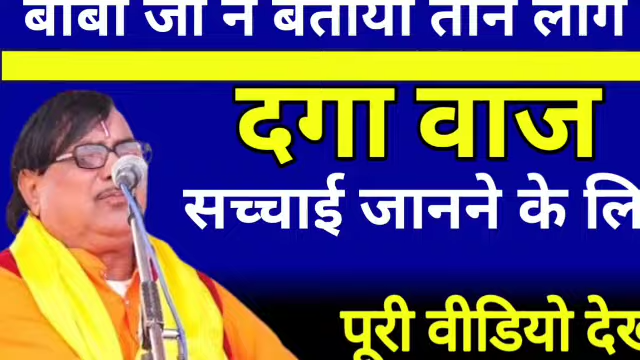 बाबा जी ने बताया तीन लोग
दगा वाज
सच्चाई जानने के लि
पूरी वीडियो देख